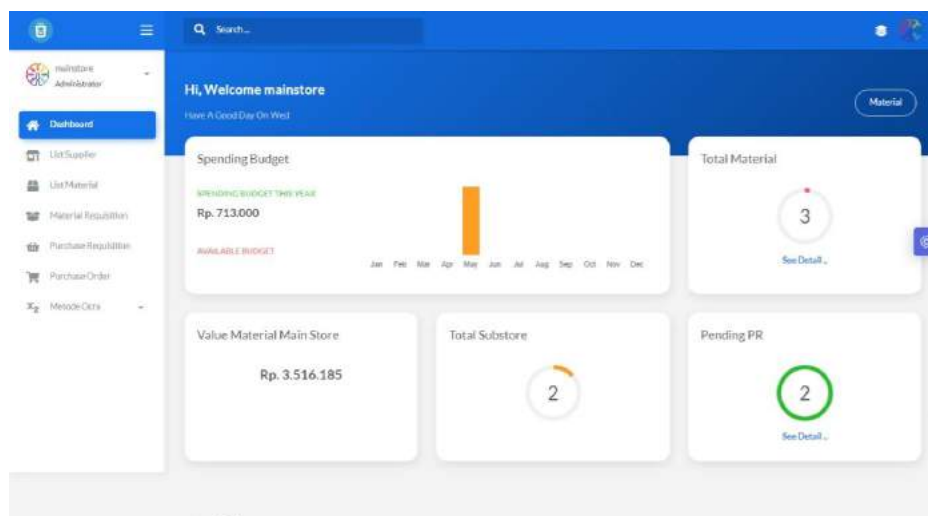 Search...
mainstore
Administrator
Hi, Welcome mainstore
Have A Good Day On Wed
Material
Dashboard
List Supplier
List Material
Material Requisition
Purchase Requisition
Purchase Order
Metode Ocra
Spending Budget
SPENDING BUDGET THIS YEAR
Rp. 713.000
AVAILABLE BUDGET
Jan Feb Mar Apr May Jun Jul Aug Sep Oct Nov Dec
Total Material
3
See Detail ..
Value Material Main Store
Rp. 3.516.185
Total Substore
2
Pending PR
2
See Detail ..